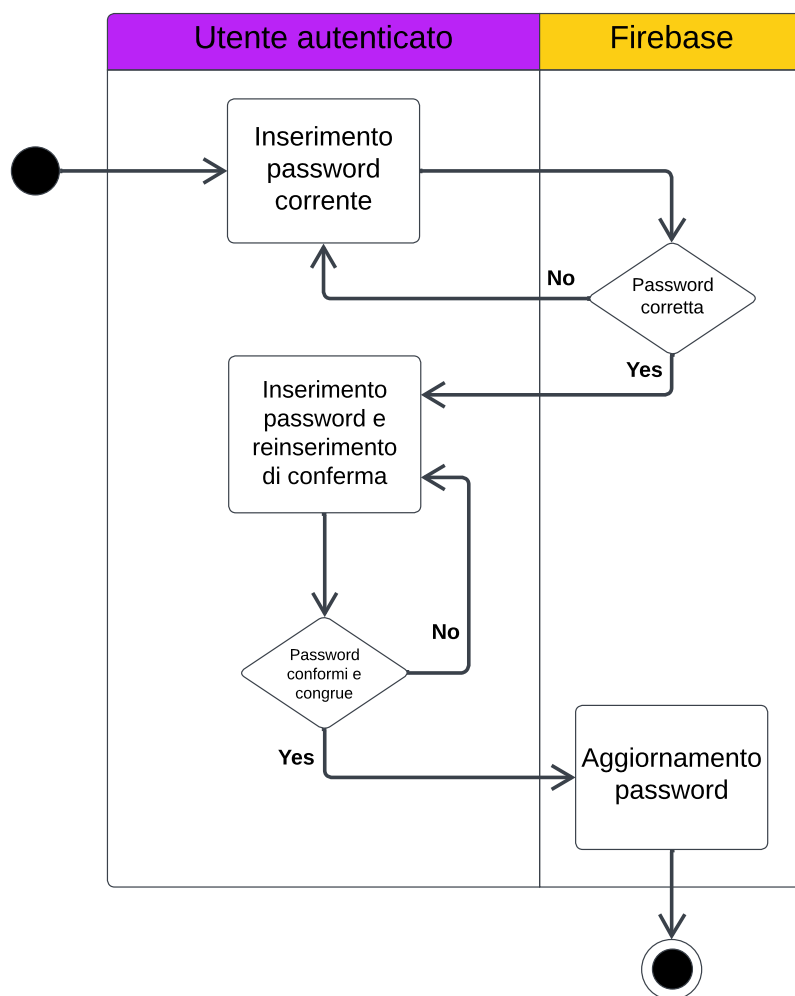 Utente autenticato
Firebase
Inserimento
password
corrente
No
Password
corretta
Yes
Inserimento
password e
reinserimento
di conferma
No
Password
conformi e
congrue
Yes
Aggiornamento
password